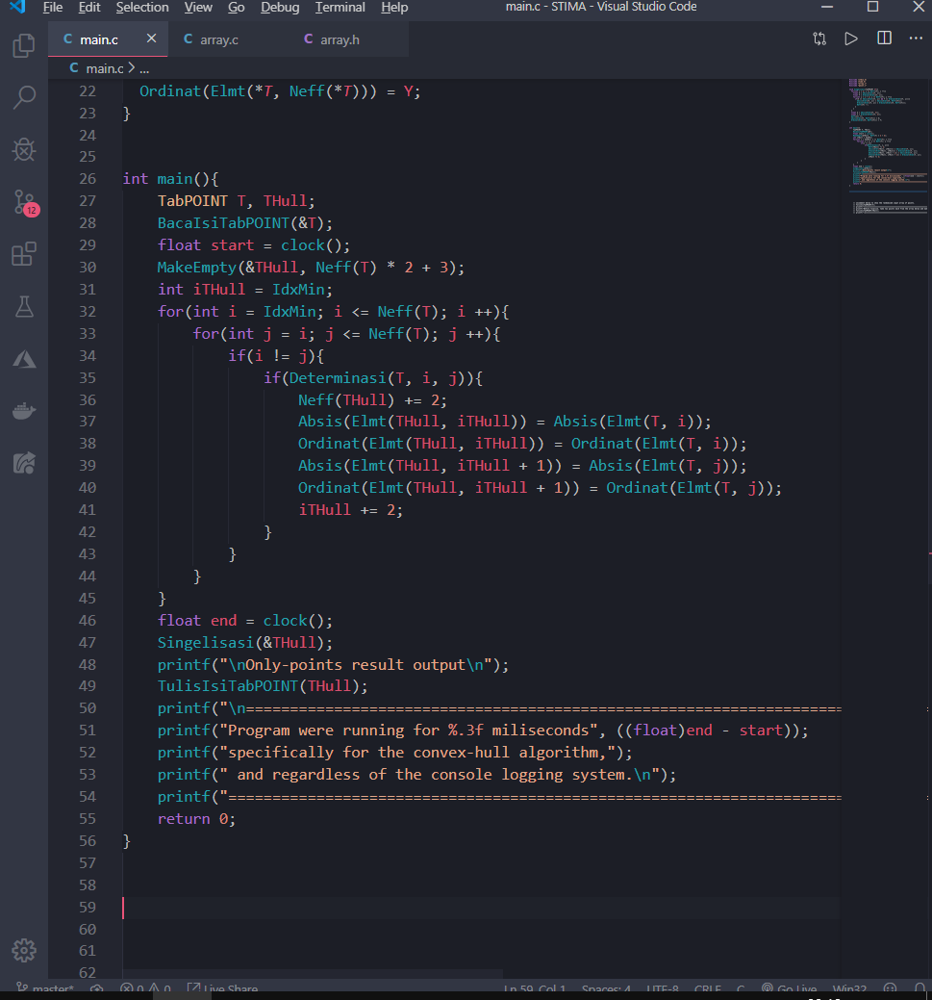 File Edit Selection View Go Debug Terminal Help main.c - STIMA - Visual Studio Code
C main.c × C array.c C array.h
C main.c > ...
22 Ordinat(Elmt(*T, Neff(*T))) = Y;
23 }
24
25
26 int main(){
27 TabPOINT T, THull;
28 BacaIsiTabPOINT(&T);
29 float start = clock();
30 MakeEmpty(&THull, Neff(T) * 2 + 3);
31 int iTHull = IdxMin;
32 for(int i = IdxMin; i <= Neff(T); i ++){
33 for(int j = i; j <= Neff(T); j ++){
34 if(i != j){
35 if(Determinasi(T, i, j)){
36 Neff(THull) += 2;
37 Absis(Elmt(THull, iTHull)) = Absis(Elmt(T, i));
38 Ordinat(Elmt(THull, iTHull)) = Ordinat(Elmt(T, i));
39 Absis(Elmt(THull, iTHull + 1)) = Absis(Elmt(T, j));
40 Ordinat(Elmt(THull, iTHull + 1)) = Ordinat(Elmt(T, j));
41 iTHull += 2;
42 }
43 }
44 }
45 }
46 float end = clock();
47 Singelisasi(&THull);
48 printf("\nOnly-points result output\n");
49 TulisIsiTabPOINT(THull);
50 printf("\n====================================================================
51 printf("Program were running for %.3f miliseconds", ((float)end - start));
52 printf("specifically for the convex-hull algorithm,");
53 printf(" and regardless of the console logging system.\n");
54 printf("======================================================================
55 return 0;
56 }
57
58
59
60
61
62
12
master* 0 0 Live Share Ln 59, Col 1 Spaces: 4 UTF-8 CRLF C Go Live Win32